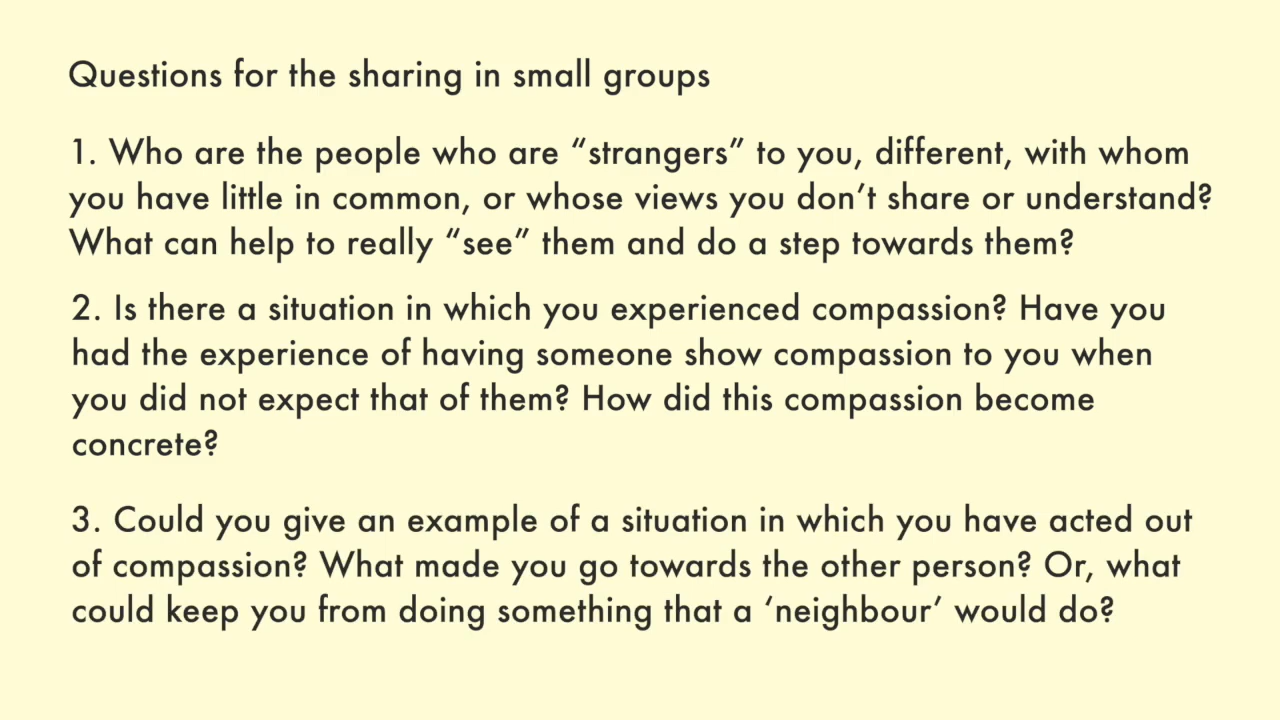 Questions for the sharing in small groups
1. Who are the people who are “strangers” to you, different, with whom
you have little in common, or whose views you don’t share or understand?
What can help to really “see” them and do a step towards them?
2. Is there a situation in which you experienced compassion? Have you
had the experience of having someone show compassion to you when
you did not expect that of them? How did this compassion become
concrete?
3. Could you give an example of a situation in which you have acted out
of compassion? What made you go towards the other person? Or, what
could keep you from doing something that a ‘neighbour’ would do?